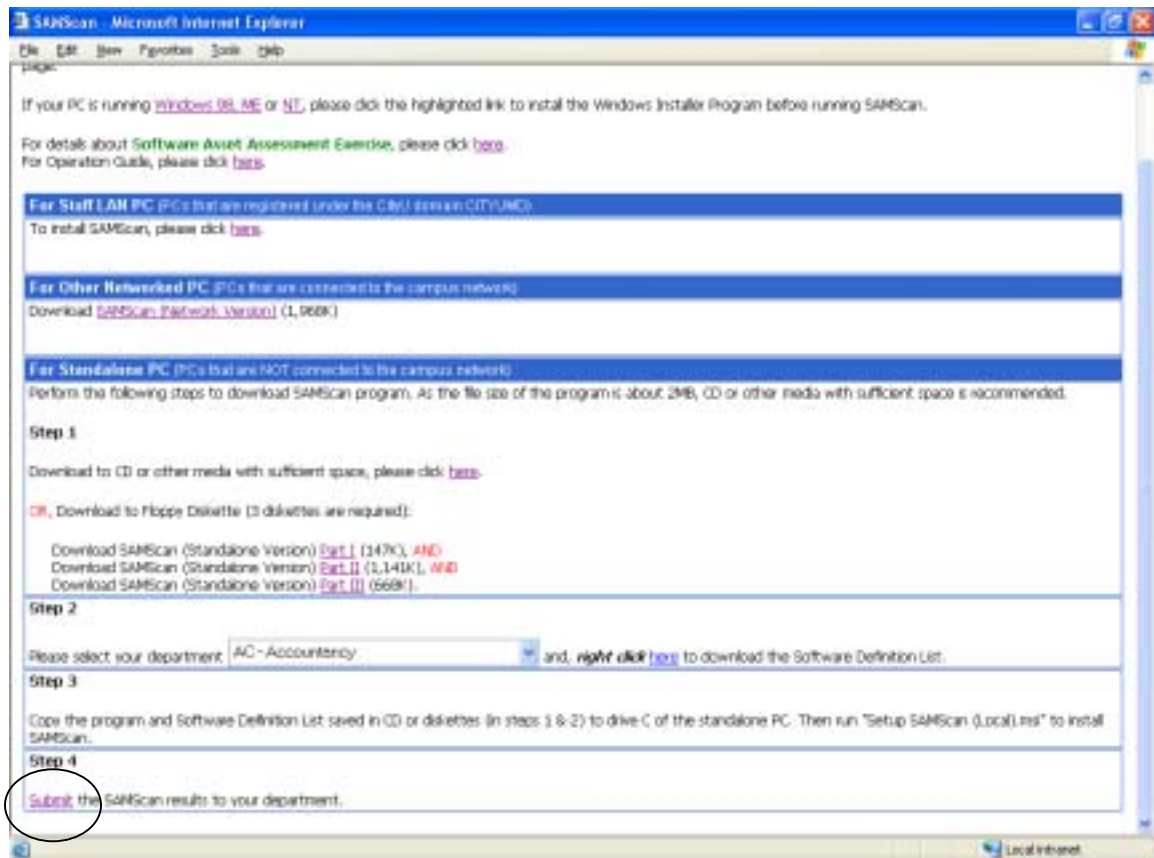 SAMScan - Microsoft Internet Explorer
File Edit View Favorites Tools Help
page.
If your PC is running Windows 98, ME or NT, please click the highlighted link to install the Windows Installer Program before running SAMScan.
For details about Software Asset Assessment Exercise, please click here.
For Operation Guide, please click here.
For Staff LAN PC (PCs that are registered under the CityU domain CITYUMD)
To install SAMScan, please click here.
For Other Networked PC (PCs that are connected to the campus network)
Download SAMScan (Network Version) (1,968K)
For Standalone PC (PCs that are NOT connected to the campus network)
Perform the following steps to download SAMScan program. As the file size of the program is about 2MB, CD or other media with sufficient space is recommended.
Step 1
Download to CD or other media with sufficient space, please click here.
OR, Download to Floppy Diskette (3 diskettes are required):
Download SAMScan (Standalone Version) Part I (147K), AND
Download SAMScan (Standalone Version) Part II (1,141K), AND
Download SAMScan (Standalone Version) Part III (668K).
Step 2
Please select your department AC - Accountancy and, right click here to download the Software Definition List.
Step 3
Copy the program and Software Definition List saved in CD or diskettes (in steps 1 & 2) to drive C of the standalone PC. Then run "Setup SAMScan (Local).msi" to install
SAMScan.
Step 4
Submit the SAMScan results to your department.
Local intranet